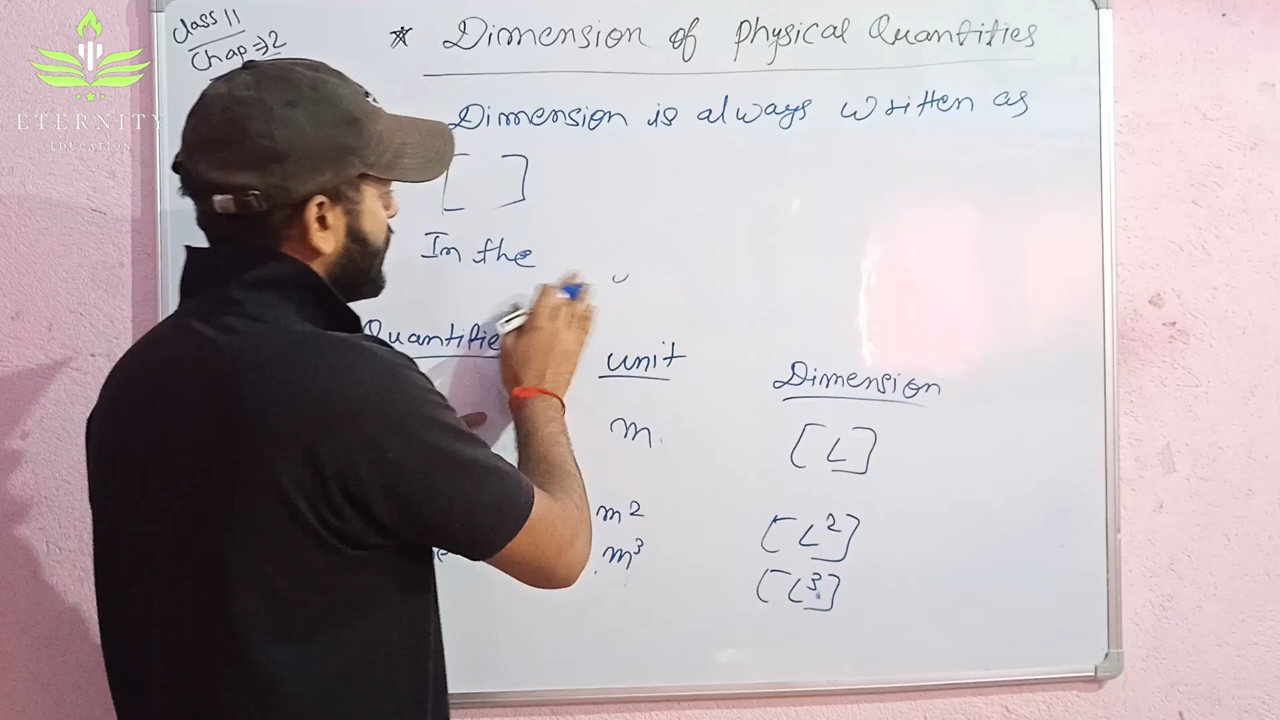 ETERNITY
EDUCATION
Class 11
Chap ⇒ 2
* Dimension of physical Quantities
Dimension is always written as
[ ]
In the
Quantitie
unit
Dimension
m
[L]
m²
[L²]
m³
[L³]